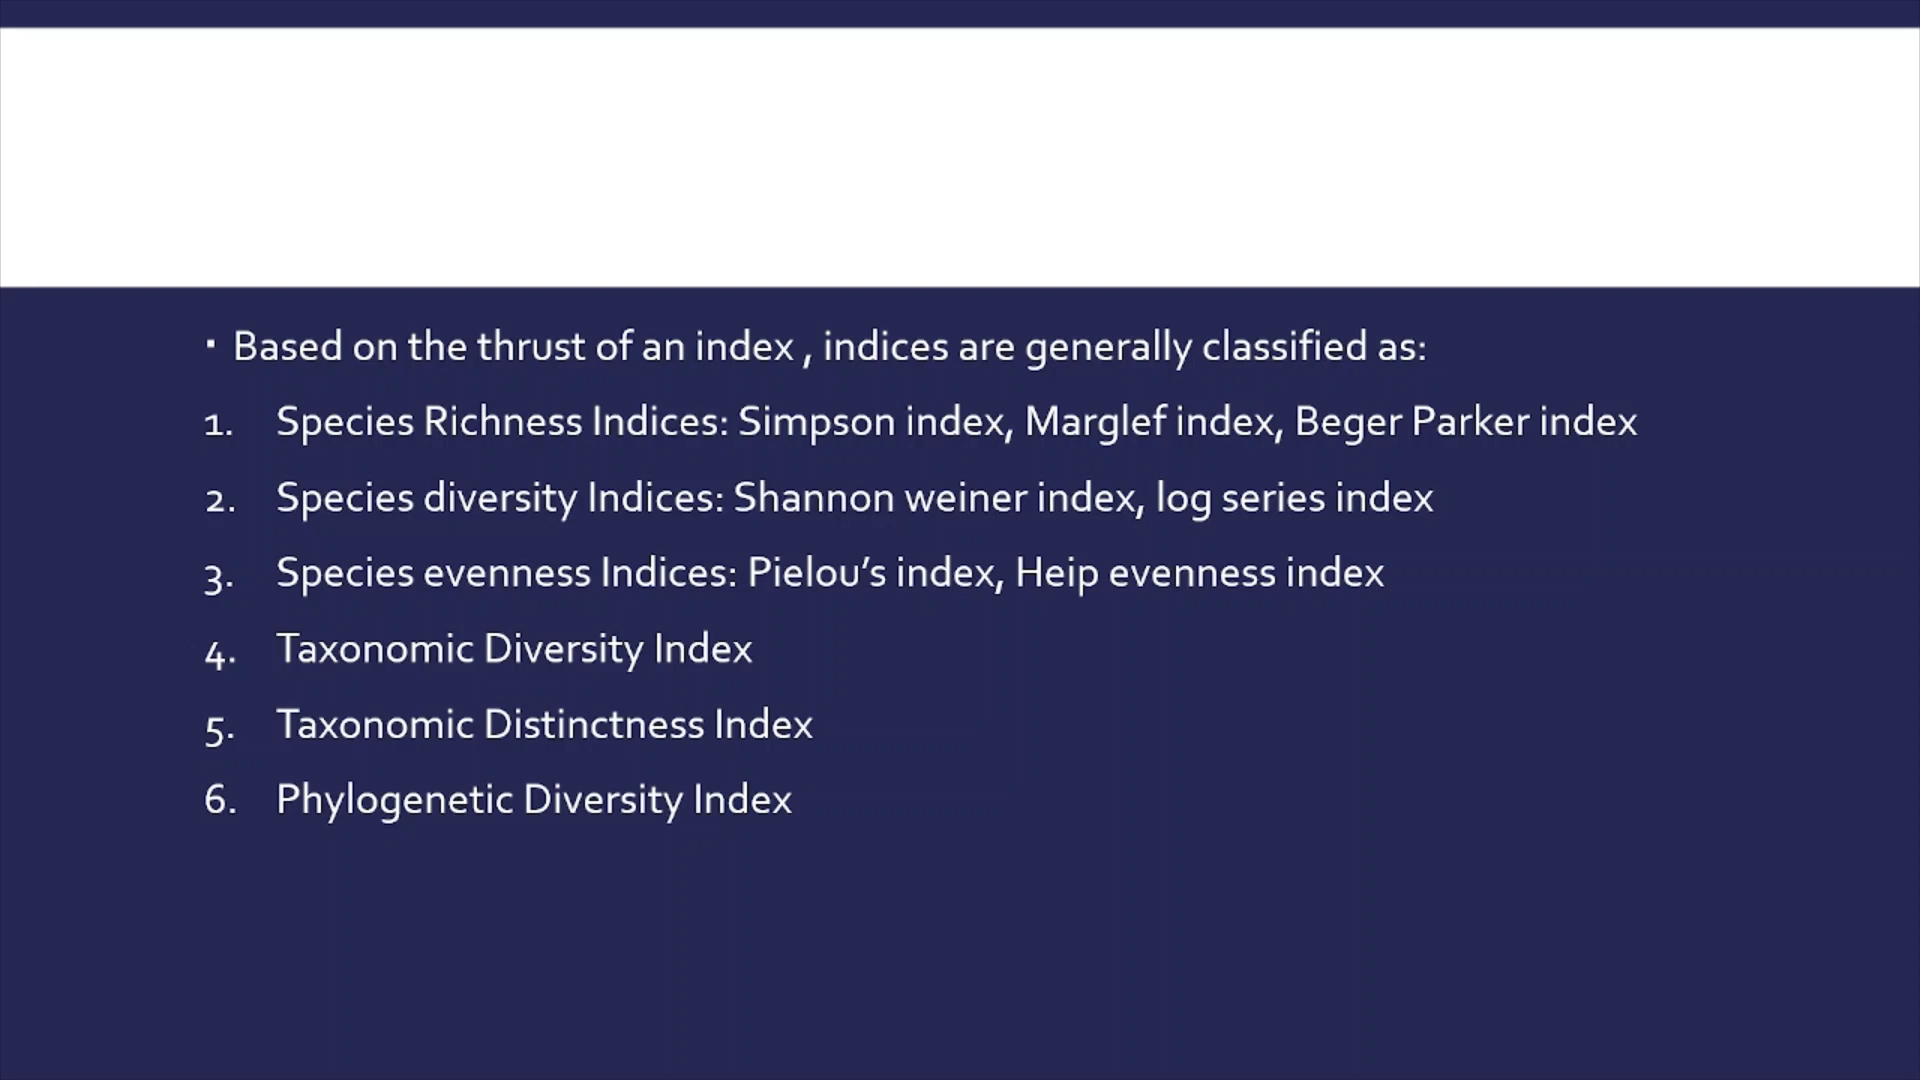 ▪ Based on the thrust of an index , indices are generally classified as:
1. Species Richness Indices: Simpson index, Marglef index, Beger Parker index
2. Species diversity Indices: Shannon weiner index, log series index
3. Species evenness Indices: Pielou’s index, Heip evenness index
4. Taxonomic Diversity Index
5. Taxonomic Distinctness Index
6. Phylogenetic Diversity Index